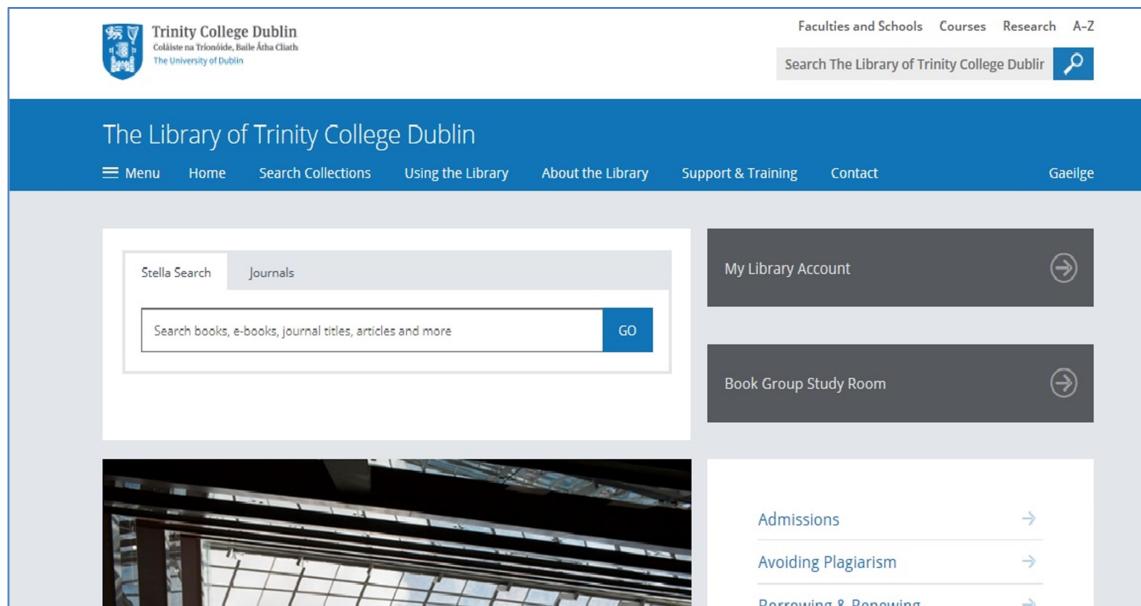 Trinity College Dublin
Coláiste na Tríonóide, Baile Átha Cliath
The University of Dublin
Faculties and Schools Courses Research A–Z
Search The Library of Trinity College Dublin
The Library of Trinity College Dublin
Menu Home Search Collections Using the Library About the Library Support & Training Contact Gaeilge
Stella Search Journals
Search books, e-books, journal titles, articles and more GO
My Library Account
Book Group Study Room
Admissions
Avoiding Plagiarism
Borrowing & Renewing